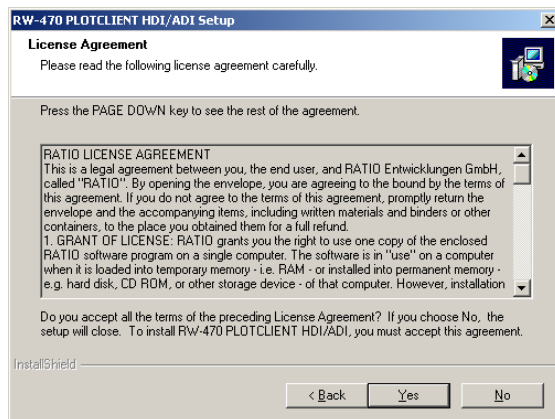 RW-470 PLOTCLIENT HDI/ADI Setup
License Agreement
Please read the following license agreement carefully.
Press the PAGE DOWN key to see the rest of the agreement.
RATIO LICENSE AGREEMENT
This is a legal agreement between you, the end user, and RATIO Entwicklungen GmbH,
called "RATIO". By opening the envelope, you are agreeing to the bound by the terms of
this agreement. If you do not agree to the terms of this agreement, promptly return the
envelope and the accompanying items, including written materials and binders or other
containers, to the place you obtained them for a full refund.
1. GRANT OF LICENSE: RATIO grants you the right to use one copy of the enclosed
RATIO software program on a single computer. The software is in "use" on a computer
when it is loaded into temporary memory - i.e. RAM - or installed into permanent memory -
e.g. hard disk, CD ROM, or other storage device - of that computer. However, installation
Do you accept all the terms of the preceding License Agreement? If you choose No, the
setup will close. To install RW-470 PLOTCLIENT HDI/ADI, you must accept this agreement.
InstallShield
< Back
Yes
No